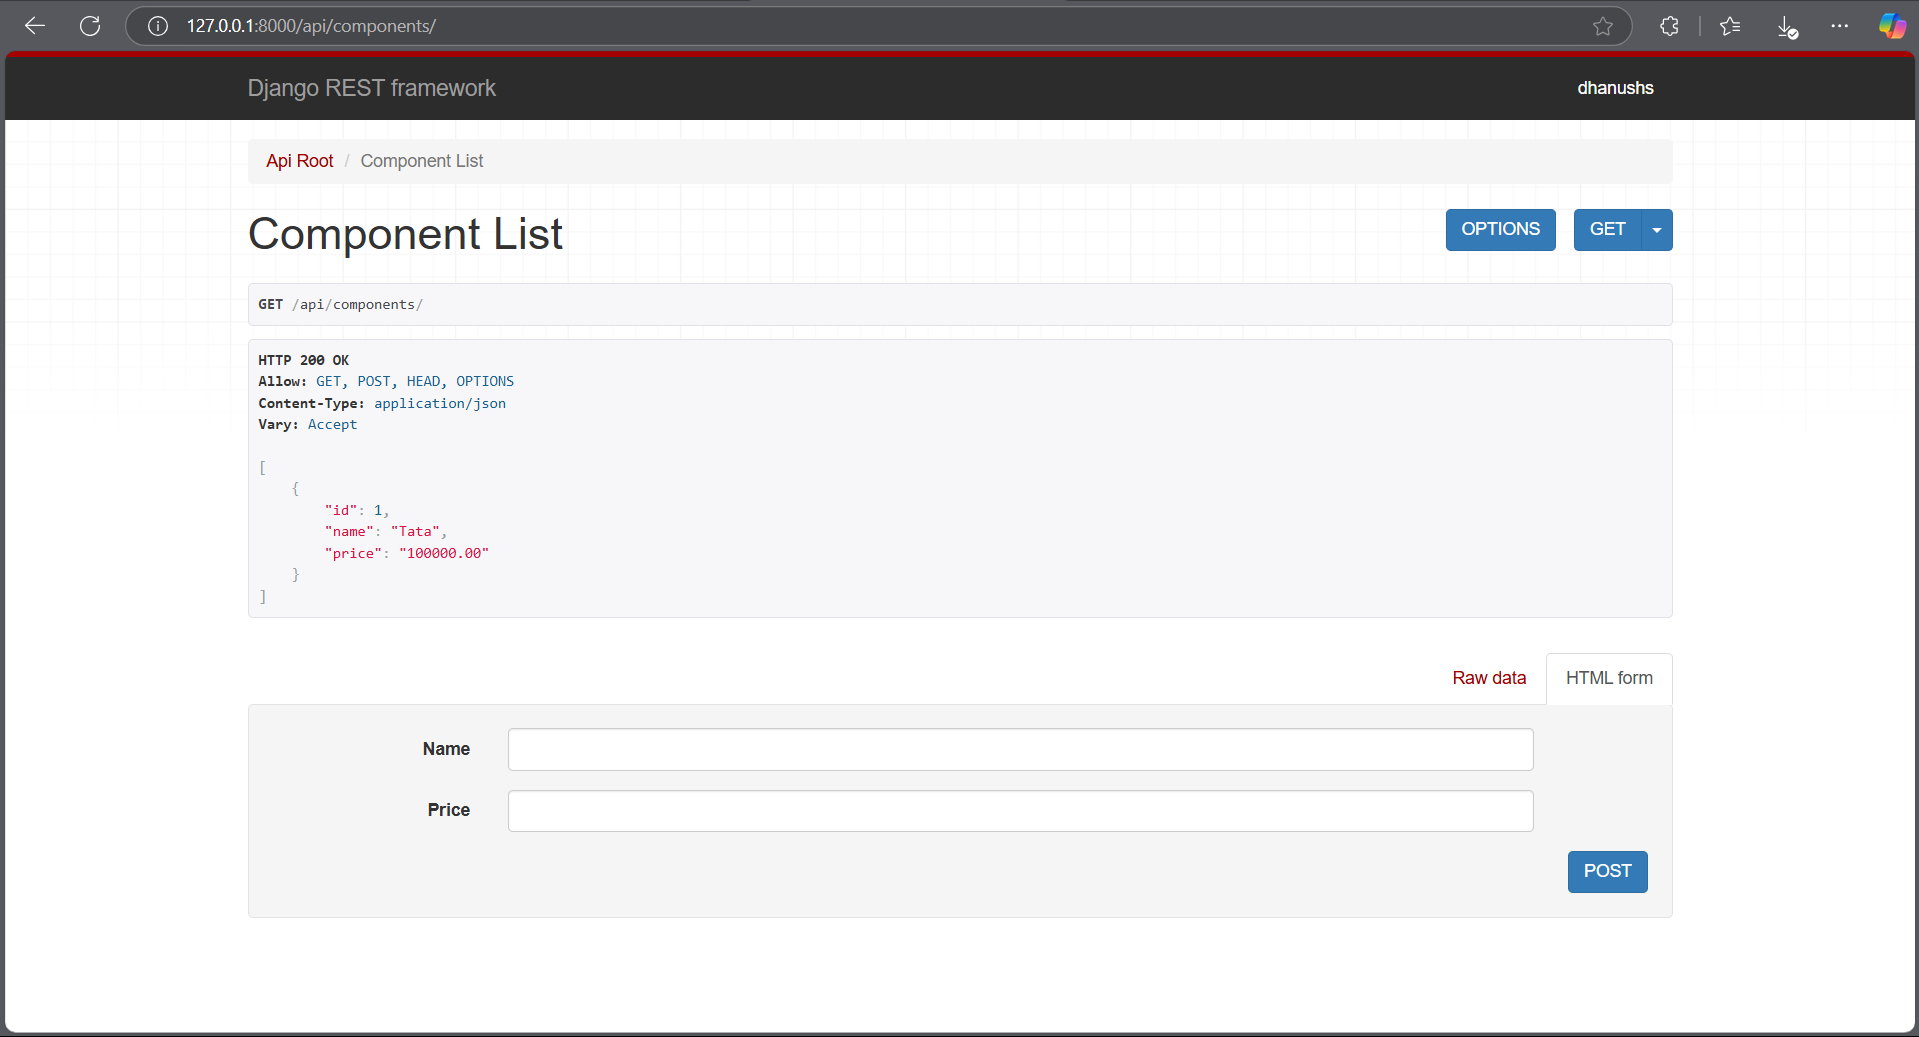 127.0.0.1:8000/api/components/
Django REST framework
dhanushs
Api Root / Component List
Component List
OPTIONS
GET
GET /api/components/
HTTP 200 OK
Allow: GET, POST, HEAD, OPTIONS
Content-Type: application/json
Vary: Accept
[
    {
        "id": 1,
        "name": "Tata",
        "price": "100000.00"
    }
]
Raw data
HTML form
Name
Price
POST